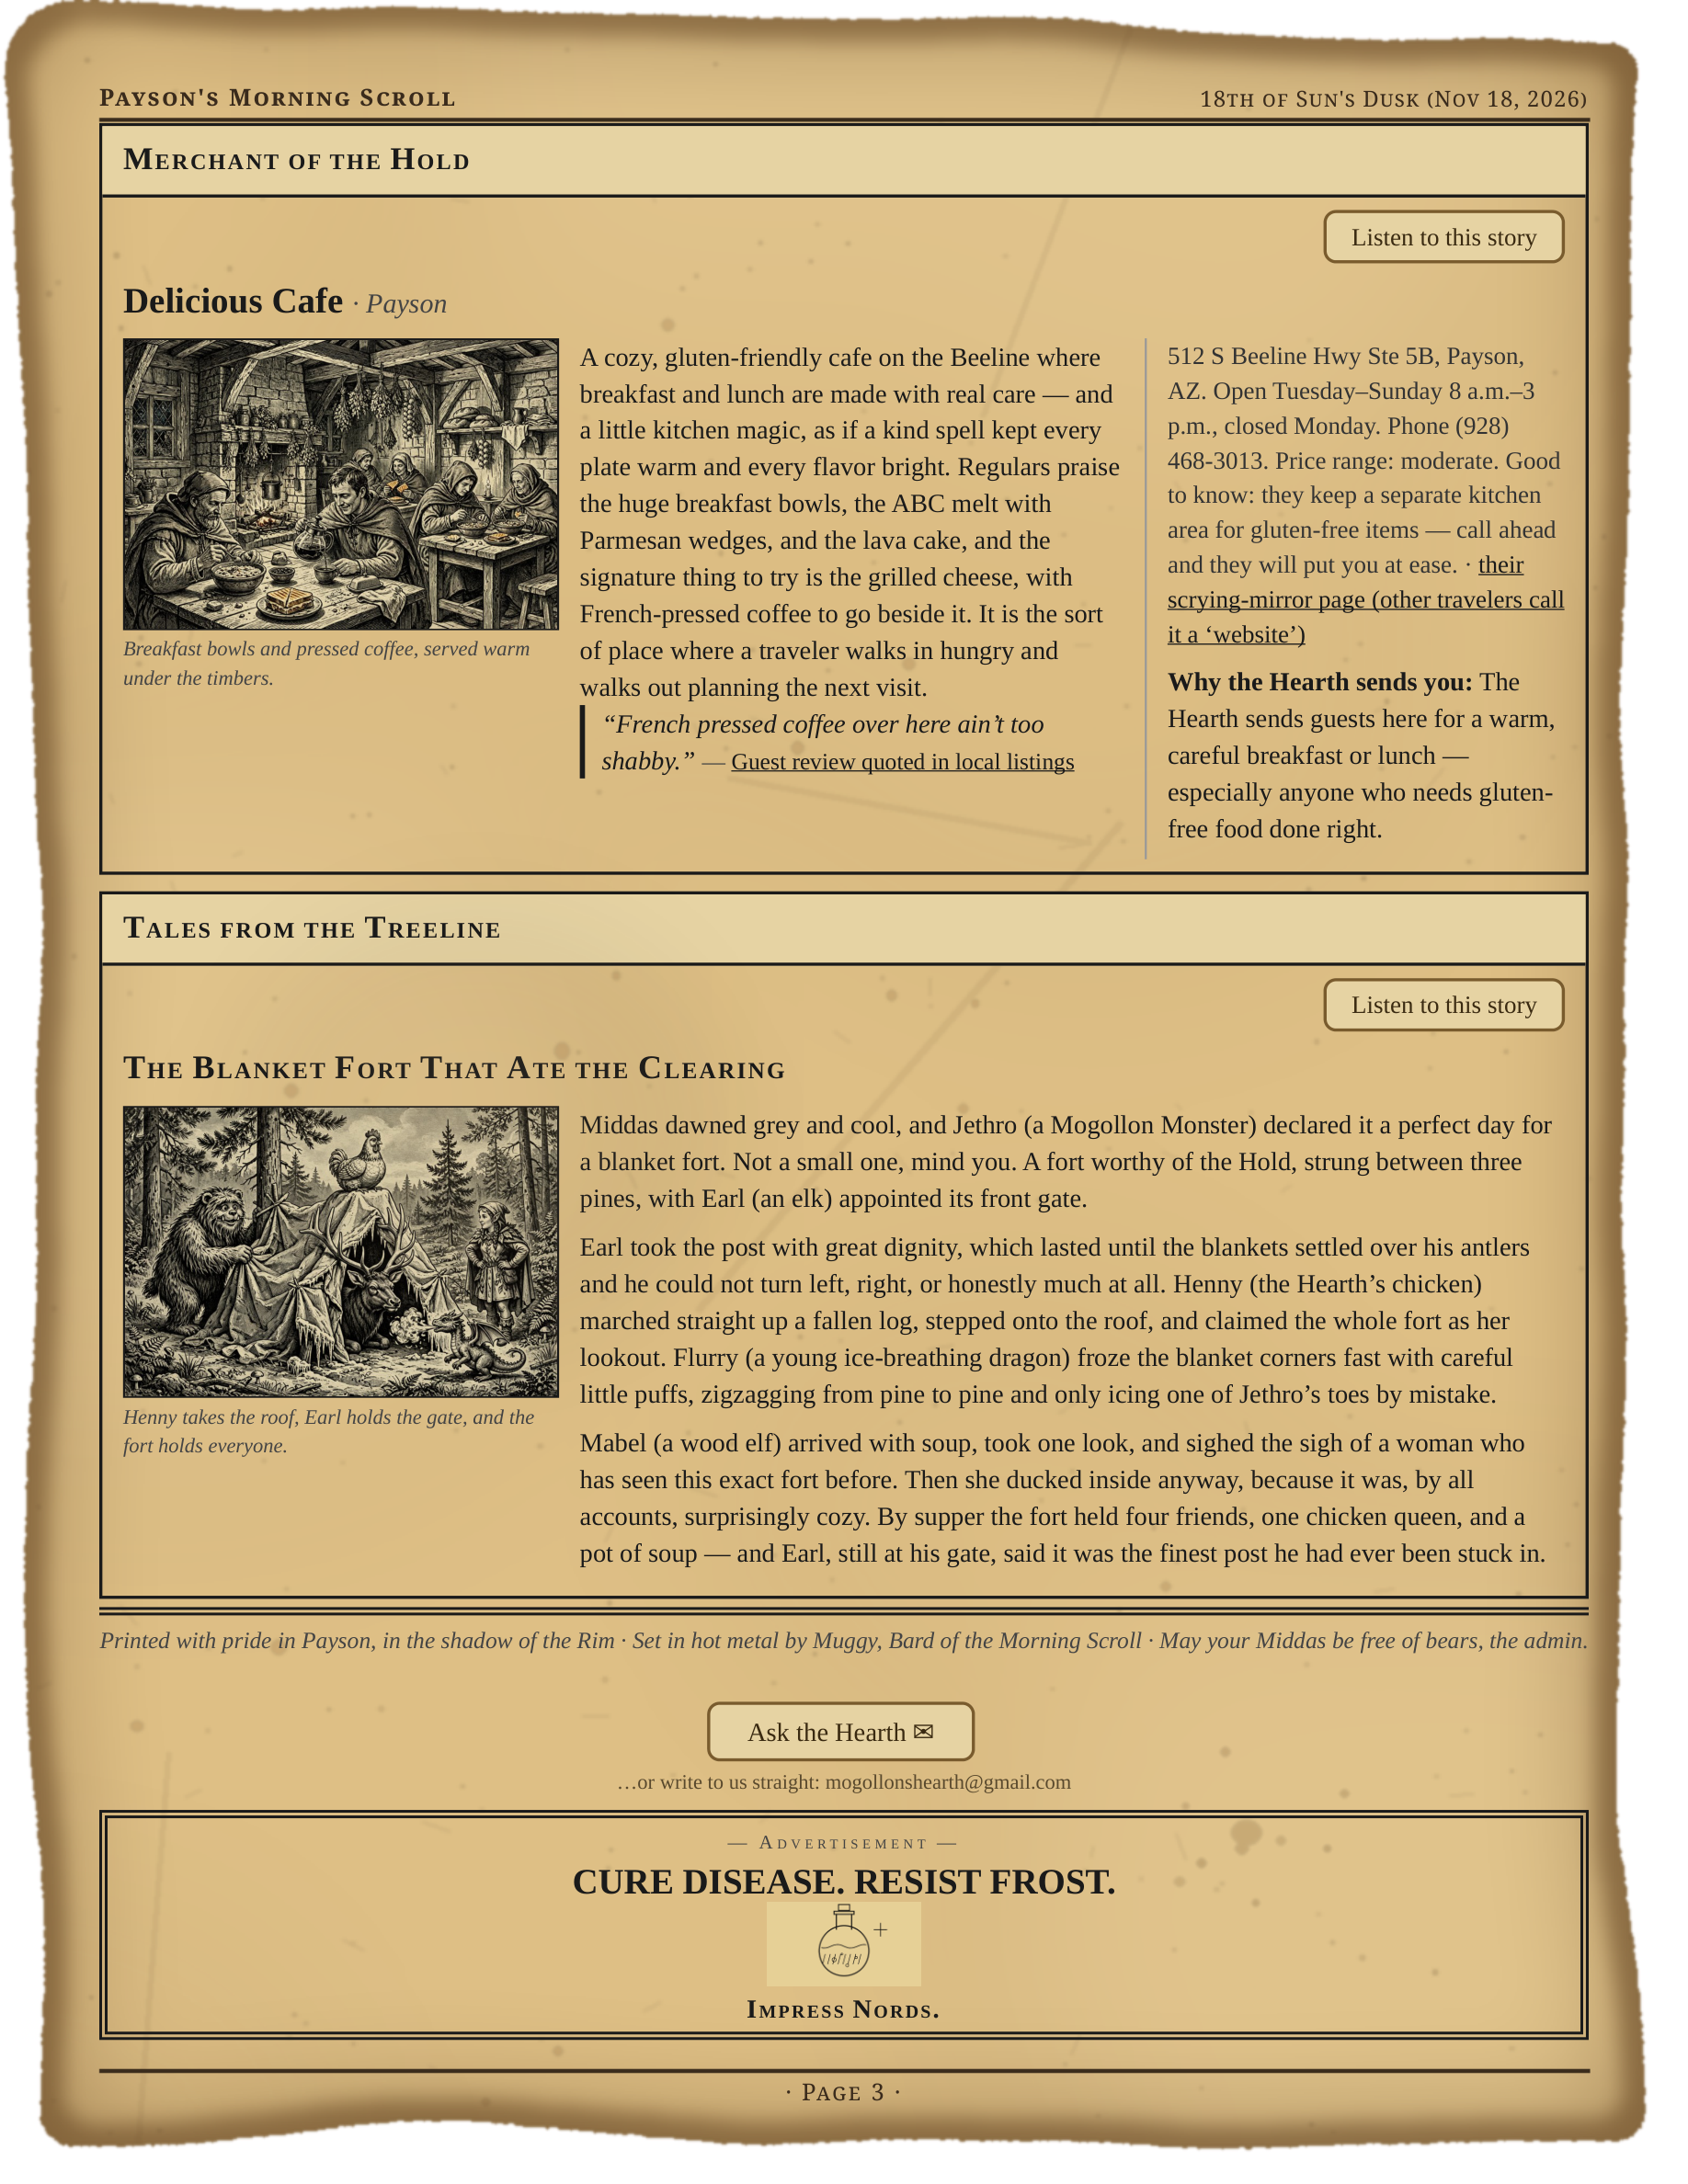 Payson's Morning Scroll
18th of Sun's Dusk (Nov 18, 2026)
Merchant of the Hold
Listen to this story
Delicious Cafe · Payson
Breakfast bowls and pressed coffee, served warm
under the timbers.
A cozy, gluten-friendly cafe on the Beeline where
breakfast and lunch are made with real care — and
a little kitchen magic, as if a kind spell kept every
plate warm and every flavor bright. Regulars praise
the huge breakfast bowls, the ABC melt with
Parmesan wedges, and the lava cake, and the
signature thing to try is the grilled cheese, with
French-pressed coffee to go beside it. It is the sort
of place where a traveler walks in hungry and
walks out planning the next visit.
“French pressed coffee over here ain’t too
shabby.” — Guest review quoted in local listings
512 S Beeline Hwy Ste 5B, Payson,
AZ. Open Tuesday–Sunday 8 a.m.–3
p.m., closed Monday. Phone (928)
468-3013. Price range: moderate. Good
to know: they keep a separate kitchen
area for gluten-free items — call ahead
and they will put you at ease. · their
scrying-mirror page (other travelers call
it a ‘website’)
Why the Hearth sends you: The
Hearth sends guests here for a warm,
careful breakfast or lunch —
especially anyone who needs gluten-
free food done right.
Tales from the Treeline
Listen to this story
The Blanket Fort That Ate the Clearing
Henny takes the roof, Earl holds the gate, and the
fort holds everyone.
Middas dawned grey and cool, and Jethro (a Mogollon Monster) declared it a perfect day for
a blanket fort. Not a small one, mind you. A fort worthy of the Hold, strung between three
pines, with Earl (an elk) appointed its front gate.
Earl took the post with great dignity, which lasted until the blankets settled over his antlers
and he could not turn left, right, or honestly much at all. Henny (the Hearth’s chicken)
marched straight up a fallen log, stepped onto the roof, and claimed the whole fort as her
lookout. Flurry (a young ice-breathing dragon) froze the blanket corners fast with careful
little puffs, zigzagging from pine to pine and only icing one of Jethro’s toes by mistake.
Mabel (a wood elf) arrived with soup, took one look, and sighed the sigh of a woman who
has seen this exact fort before. Then she ducked inside anyway, because it was, by all
accounts, surprisingly cozy. By supper the fort held four friends, one chicken queen, and a
pot of soup — and Earl, still at his gate, said it was the finest post he had ever been stuck in.
Printed with pride in Payson, in the shadow of the Rim · Set in hot metal by Muggy, Bard of the Morning Scroll · May your Middas be free of bears, the admin.
Ask the Hearth ✉
…or write to us straight: mogollonshearth@gmail.com
— Advertisement —
CURE DISEASE. RESIST FROST.
Impress Nords.
· Page 3 ·